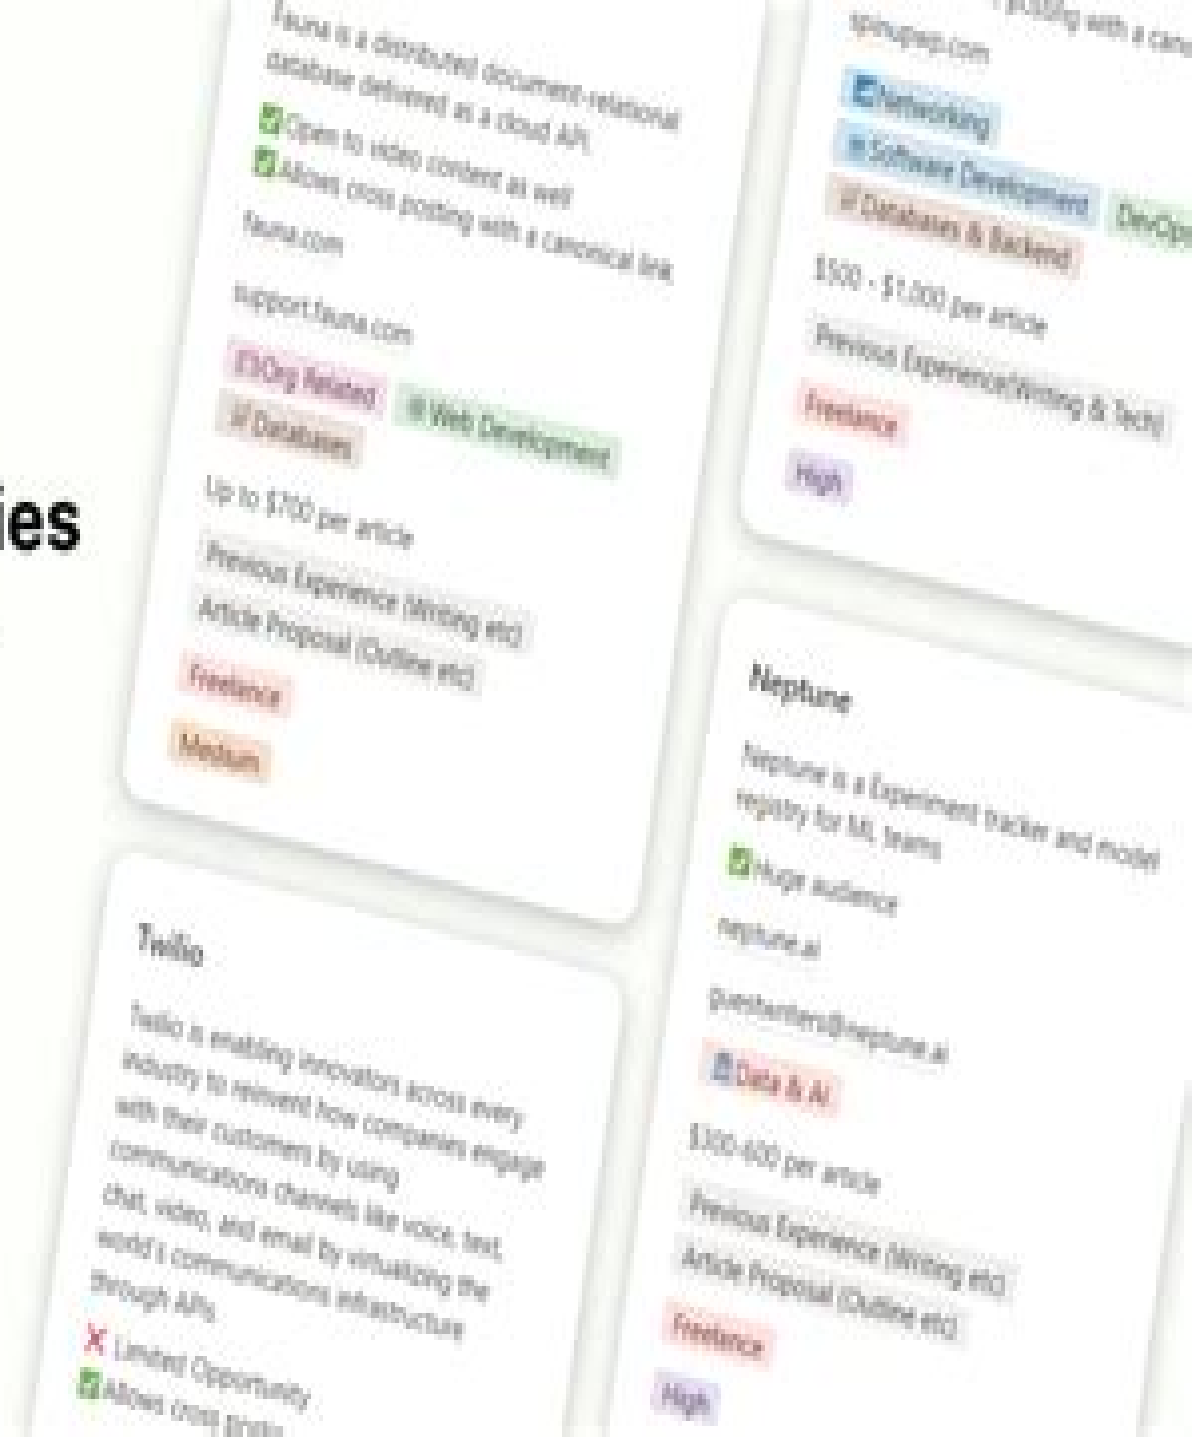 ies
Fauna is a distributed document-relational
database delivered as a cloud API.
✅Open to video content as well
✅Allows cross posting with a canonical link
fauna.com
support.fauna.com
Org Related Web Development
Databases
Up to $700 per article
Previous Experience (Writing etc)
Article Proposal (Outline etc)
Freelance
Medium
Twilio
Twilio is enabling innovators across every
industry to reinvent how companies engage
with their customers by using
communications channels like voice, text,
chat, video, and email by virtualizing the
world's communications infrastructure
through APIs.
❌ Limited Opportunity
✅Allows cross
posting with a
spinupwp.com
Networking
Software Development DevOps
Databases & Backend
$500 - $1,000 per article
Previous Experience(Writing & Tech)
Freelance
High
Neptune
Neptune is a Experiment tracker and model
registry for ML teams
✅Huge audience
neptune.ai
guestwriters@neptune.ai
Data & AI
$300-600 per article
Previous Experience (Writing etc)
Article Proposal (Outline etc)
Freelance
High